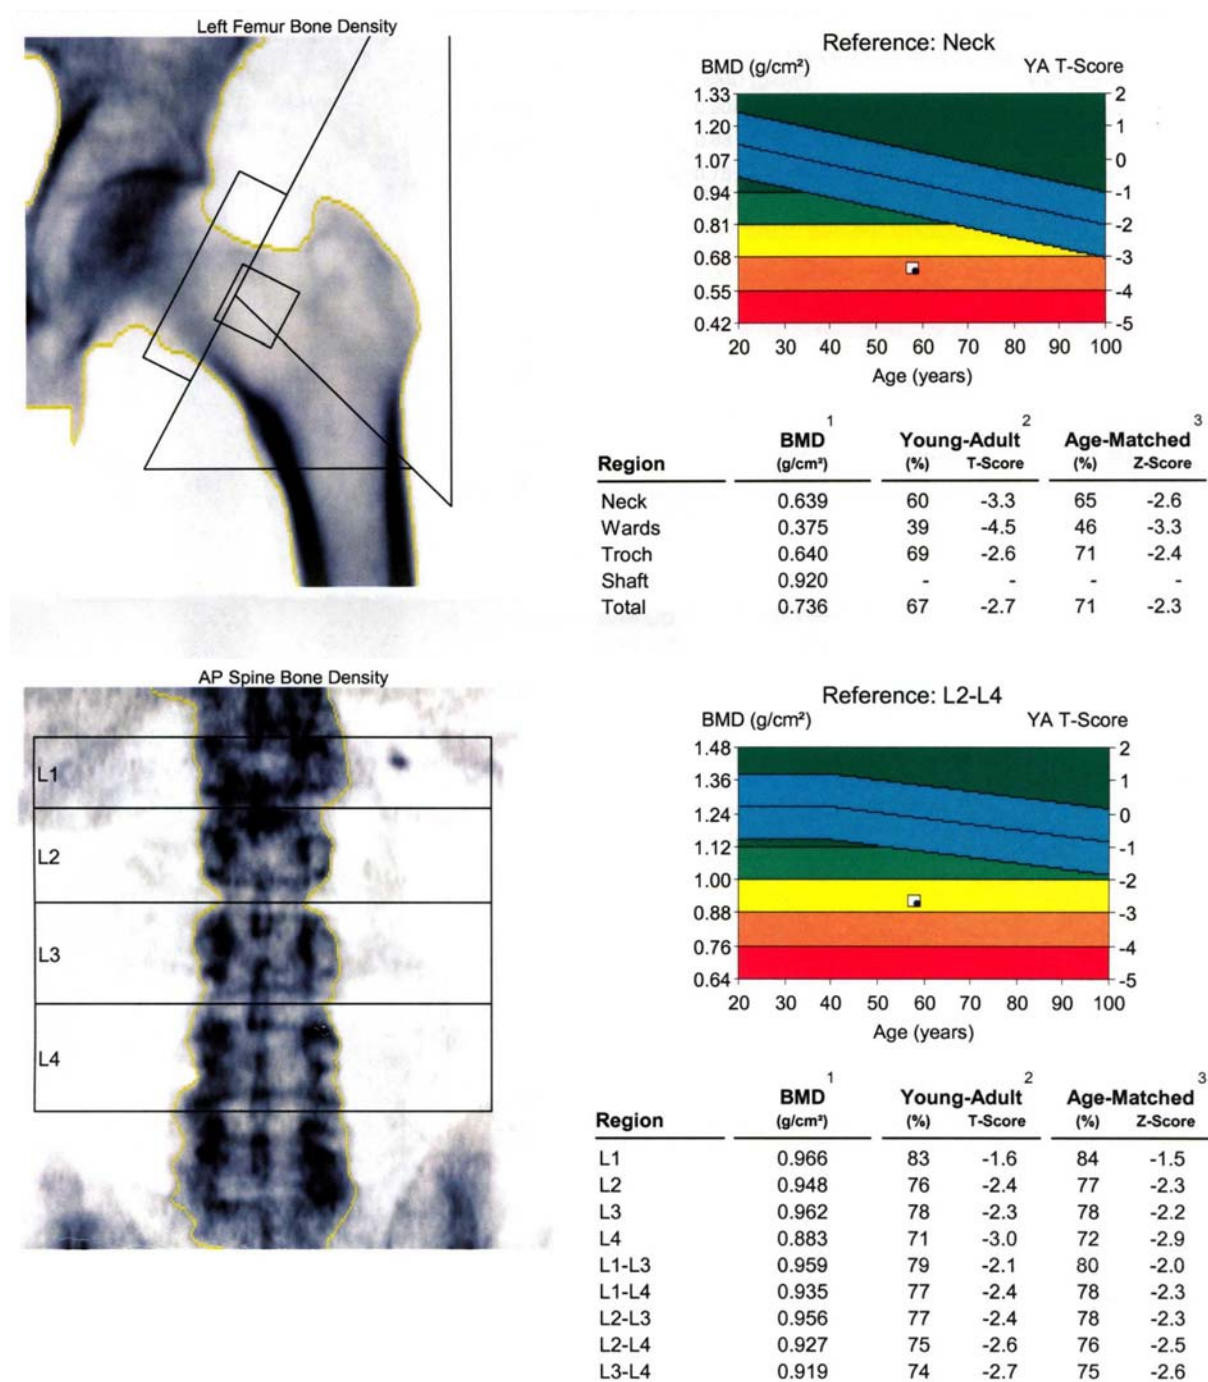 Left Femur Bone Density
Reference: Neck
BMD (g/cm²) YA T-Score
1.33 2
1.20 1
1.07 0
0.94 -1
0.81 -2
0.68 -3
0.55 -4
0.42 -5
20 30 40 50 60 70 80 90 100
Age (years)
BMD 1 Young-Adult 2 Age-Matched 3
Region (g/cm²) (%) T-Score (%) Z-Score
Neck 0.639 60 -3.3 65 -2.6
Wards 0.375 39 -4.5 46 -3.3
Troch 0.640 69 -2.6 71 -2.4
Shaft 0.920 - - - -
Total 0.736 67 -2.7 71 -2.3
AP Spine Bone Density
L1
L2
L3
L4
Reference: L2-L4
BMD (g/cm²) YA T-Score
1.48 2
1.36 1
1.24 0
1.12 -1
1.00 -2
0.88 -3
0.76 -4
0.64 -5
20 30 40 50 60 70 80 90 100
Age (years)
BMD 1 Young-Adult 2 Age-Matched 3
Region (g/cm²) (%) T-Score (%) Z-Score
L1 0.966 83 -1.6 84 -1.5
L2 0.948 76 -2.4 77 -2.3
L3 0.962 78 -2.3 78 -2.2
L4 0.883 71 -3.0 72 -2.9
L1-L3 0.959 79 -2.1 80 -2.0
L1-L4 0.935 77 -2.4 78 -2.3
L2-L3 0.956 77 -2.4 78 -2.3
L2-L4 0.927 75 -2.6 76 -2.5
L3-L4 0.919 74 -2.7 75 -2.6